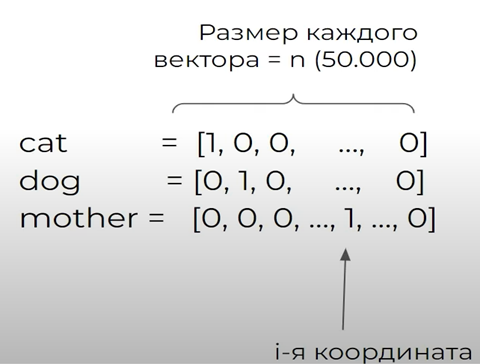 Размер каждого
вектора = n (50.000)
cat = [1, 0, 0, ..., 0]
dog = [0, 1, 0, ..., 0]
mother = [0, 0, 0, ..., 1, ..., 0]
i-я координата